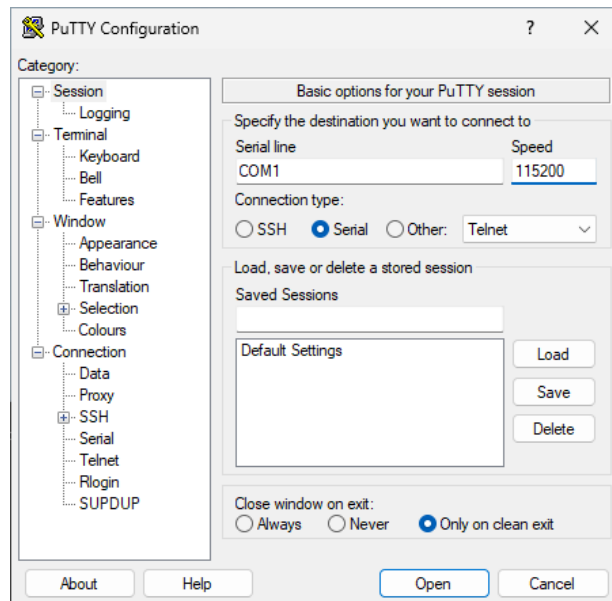 PuTTY Configuration
?
Category:
Session
Logging
Terminal
Keyboard
Bell
Features
Window
Appearance
Behaviour
Translation
Selection
Colours
Connection
Data
Proxy
SSH
Serial
Telnet
Rlogin
SUPDUP
Basic options for your PuTTY session
Specify the destination you want to connect to
Serial line Speed
COM1 115200
Connection type:
SSH Serial Other: Telnet
Load, save or delete a stored session
Saved Sessions
Default Settings
Load
Save
Delete
Close window on exit:
Always Never Only on clean exit
About Help Open Cancel